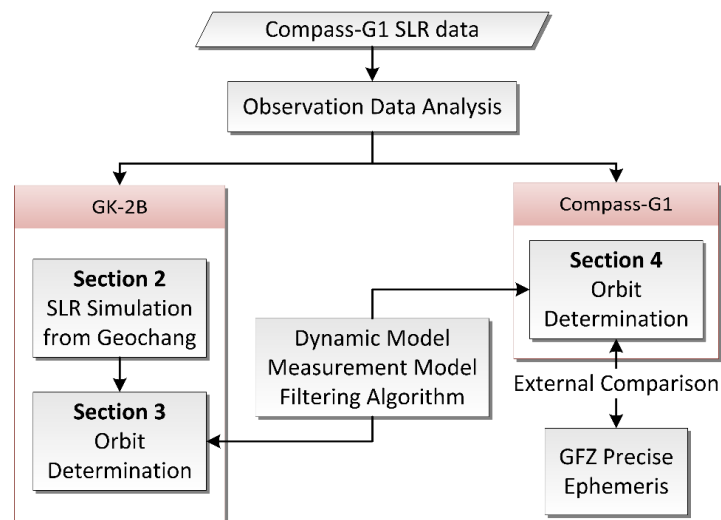 Compass-G1 SLR data
Observation Data Analysis
GK-2B
Section 2
SLR Simulation
from Geochang
Section 3
Orbit
Determination
Dynamic Model
Measurement Model
Filtering Algorithm
Compass-G1
Section 4
Orbit
Determination
External Comparison
GFZ Precise
Ephemeris